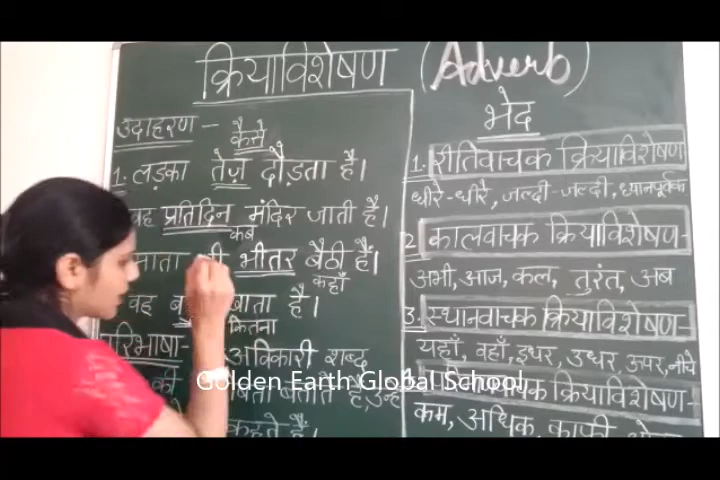 क्रियाविशेषण (Adverb)
उदाहरण - कैसे
1. लड़का तेज़ दौड़ता है।
वह प्रतिदिन मंदिर जाती है।
कब
माता भीतर बैठी हैं।
कहाँ
वह खाता है।
कितना
परिभाषा - अविकारी शब्द
की बताते हैं, उन्हें
कहते हैं।
भेद
1. रीतिवाचक क्रियाविशेषण
धीरे-धीरे, जल्दी-जल्दी, ध्यानपूर्वक
2 कालवाचक क्रियाविशेषण-
अभी, आज, कल, तुरंत, अब
3. स्थानवाचक क्रियाविशेषण-
यहाँ, वहाँ, इधर, उधर, ऊपर, नीचे
क्रियाविशेषण-
कम, अधिक, काफी,
Golden Earth Global School